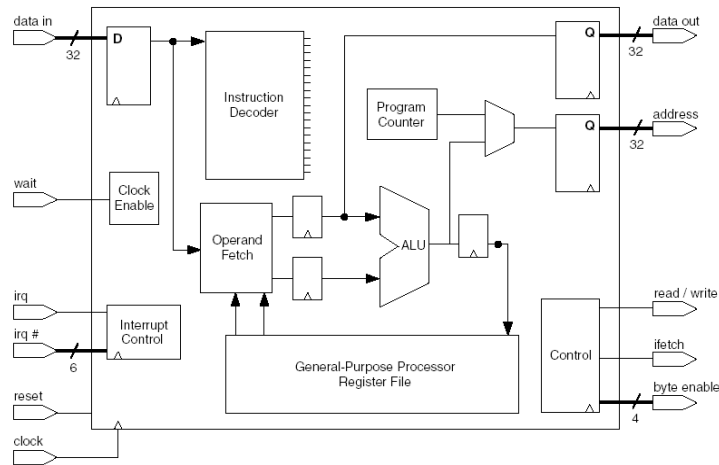 data in
32
D
Instruction
Decoder
Q
data out
32
Program
Counter
Q
address
32
wait
Clock
Enable
Operand
Fetch
ALU
irq
irq #
6
Interrupt
Control
General-Purpose Processor
Register File
Control
read / write
ifetch
byte enable
4
reset
clock